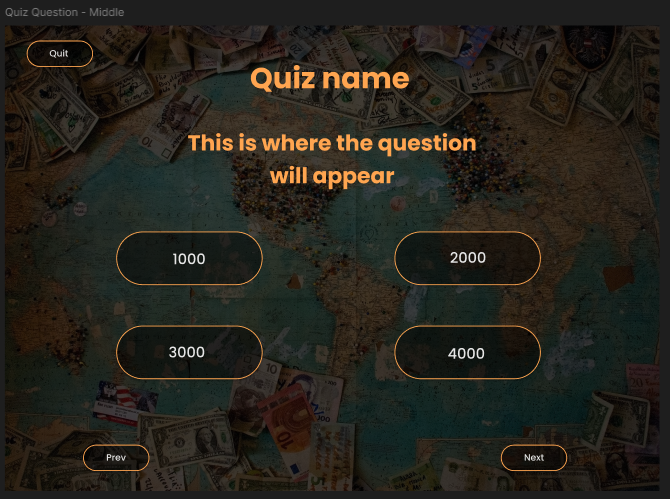 Quiz Question - Middle
Quit
Quiz name
This is where the question
will appear
1000
2000
3000
4000
Prev
Next